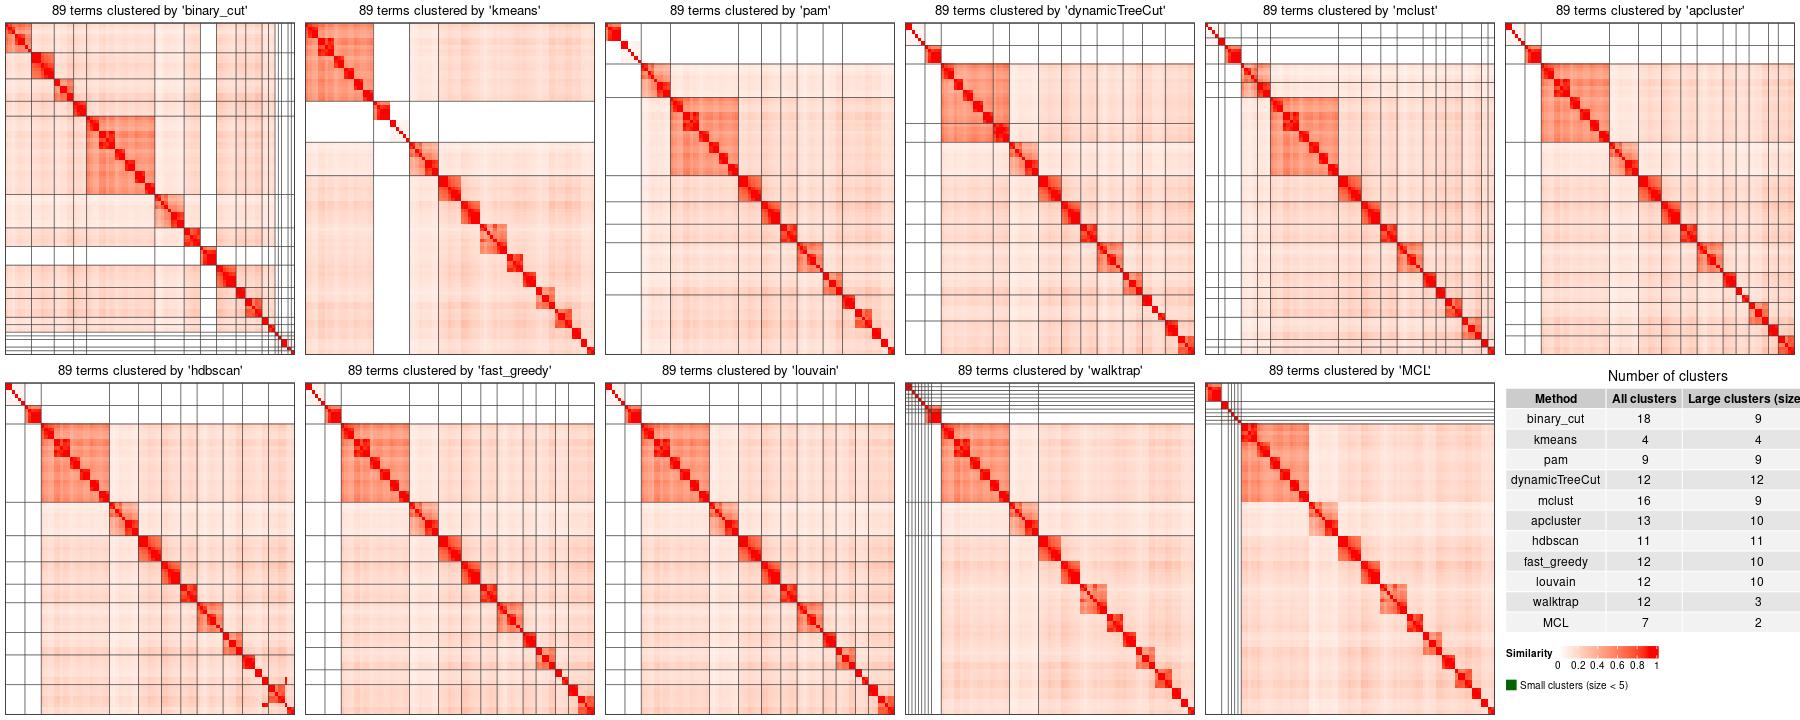 89 terms clustered by 'binary_cut'
89 terms clustered by 'kmeans'
89 terms clustered by 'pam'
89 terms clustered by 'dynamicTreeCut'
89 terms clustered by 'mclust'
89 terms clustered by 'apcluster'
89 terms clustered by 'hdbscan'
89 terms clustered by 'fast_greedy'
89 terms clustered by 'louvain'
89 terms clustered by 'walktrap'
89 terms clustered by 'MCL'
Number of clusters
Method All clusters Large clusters (size
binary_cut 18 9
kmeans 4 4
pam 9 9
dynamicTreeCut 12 12
mclust 16 9
apcluster 13 10
hdbscan 11 11
fast_greedy 12 10
louvain 12 10
walktrap 12 3
MCL 7 2
Similarity
0 0.2 0.4 0.6 0.8 1
Small clusters (size < 5)